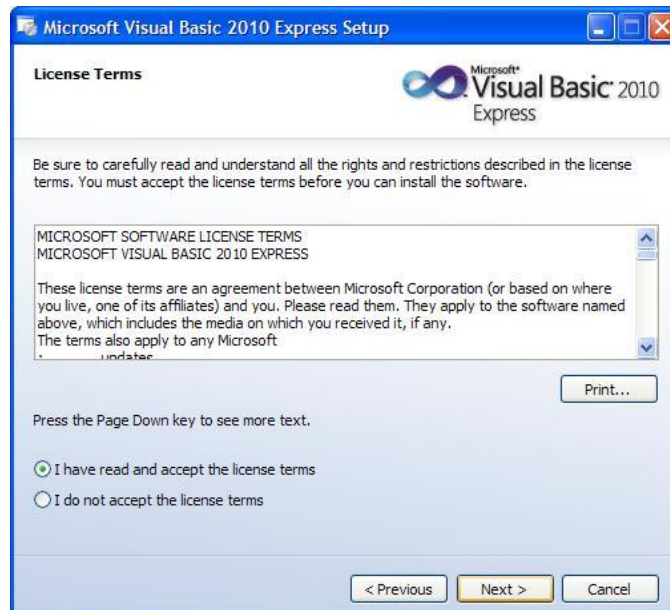 Microsoft Visual Basic 2010 Express Setup
License Terms
Microsoft®
Visual Basic® 2010
Express
Be sure to carefully read and understand all the rights and restrictions described in the license
terms. You must accept the license terms before you can install the software.
MICROSOFT SOFTWARE LICENSE TERMS
MICROSOFT VISUAL BASIC 2010 EXPRESS
These license terms are an agreement between Microsoft Corporation (or based on where
you live, one of its affiliates) and you. Please read them. They apply to the software named
above, which includes the media on which you received it, if any.
The terms also apply to any Microsoft
· updates
Print...
Press the Page Down key to see more text.
I have read and accept the license terms
I do not accept the license terms
< Previous
Next >
Cancel